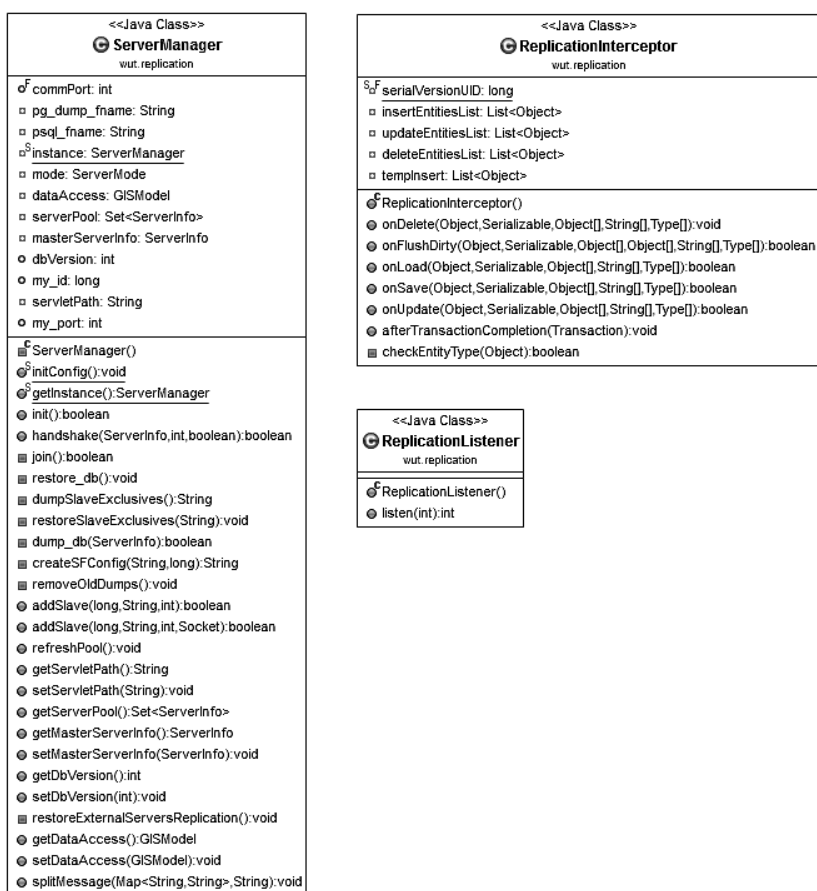 <<Java Class>>
ServerManager
wut.replication
commPort: int
pg_dump_fname: String
psql_fname: String
instance: ServerManager
mode: ServerMode
dataAccess: GISModel
serverPool: Set<ServerInfo>
masterServerInfo: ServerInfo
dbVersion: int
my_id: long
servletPath: String
my_port: int
ServerManager()
initConfig():void
getInstance():ServerManager
init():boolean
handshake(ServerInfo,int,boolean):boolean
join():boolean
restore_db():void
dumpSlaveExclusives():String
restoreSlaveExclusives(String):void
dump_db(ServerInfo):boolean
createSFConfig(String,long):String
removeOldDumps():void
addSlave(long,String,int):boolean
addSlave(long,String,int,Socket):boolean
refreshPool():void
getServletPath():String
setServletPath(String):void
getServerPool():Set<ServerInfo>
getMasterServerInfo():ServerInfo
setMasterServerInfo(ServerInfo):void
getDbVersion():int
setDbVersion(int):void
restoreExternalServersReplication():void
getDataAccess():GISModel
setDataAccess(GISModel):void
splitMessage(Map<String,String>,String):void
<<Java Class>>
ReplicationInterceptor
wut.replication
serialVersionUID: long
insertEntitiesList: List<Object>
updateEntitiesList: List<Object>
deleteEntitiesList: List<Object>
tempInsert: List<Object>
ReplicationInterceptor()
onDelete(Object,Serializable,Object[],String[],Type[]):void
onFlushDirty(Object,Serializable,Object[],Object[],String[],Type[]):boolean
onLoad(Object,Serializable,Object[],String[],Type[]):boolean
onSave(Object,Serializable,Object[],String[],Type[]):boolean
onUpdate(Object,Serializable,Object[],String[],Type[]):boolean
afterTransactionCompletion(Transaction):void
checkEntityType(Object):boolean
<<Java Class>>
ReplicationListener
wut.replication
ReplicationListener()
listen(int):int